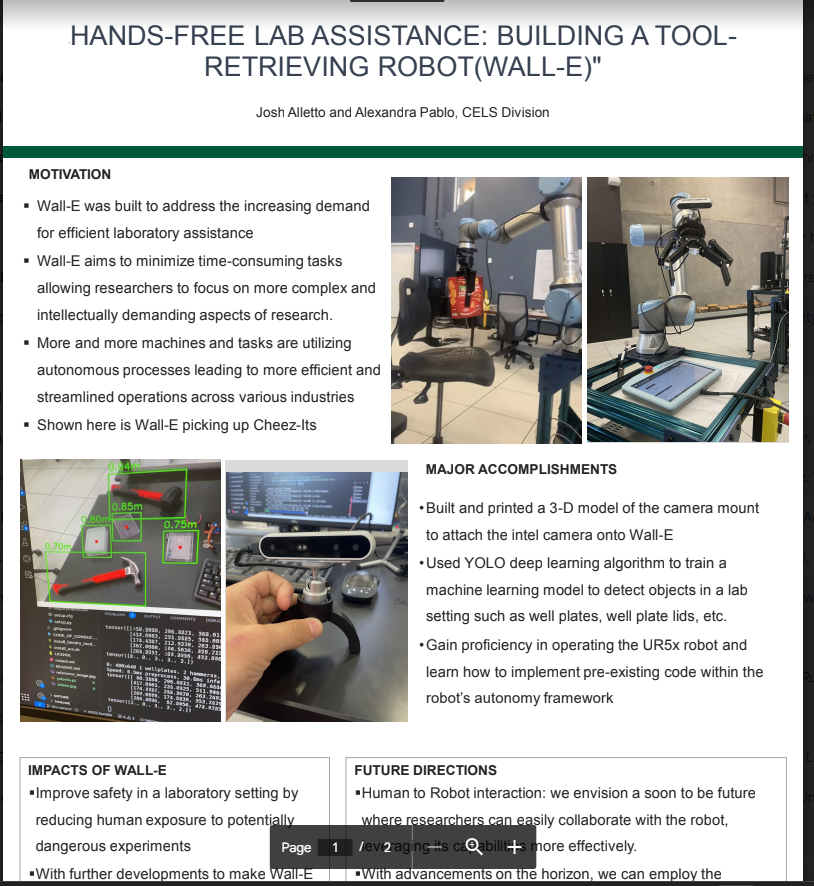 HANDS-FREE LAB ASSISTANCE: BUILDING A TOOL-
RETRIEVING ROBOT(WALL-E)"
Josh Alletto and Alexandra Pablo, CELS Division
MOTIVATION
▪ Wall-E was built to address the increasing demand
for efficient laboratory assistance
▪ Wall-E aims to minimize time-consuming tasks
allowing researchers to focus on more complex and
intellectually demanding aspects of research.
▪ More and more machines and tasks are utilizing
autonomous processes leading to more efficient and
streamlined operations across various industries
▪ Shown here is Wall-E picking up Cheez-Its
0.94m
0.85m
0.80m
0.75m
0.70m
MAJOR ACCOMPLISHMENTS
•Built and printed a 3-D model of the camera mount
to attach the intel camera onto Wall-E
•Used YOLO deep learning algorithm to train a
machine learning model to detect objects in a lab
setting such as well plates, well plate lids, etc.
•Gain proficiency in operating the UR5x robot and
learn how to implement pre-existing code within the
robot's autonomy framework
IMPACTS OF WALL-E
▪Improve safety in a laboratory setting by
reducing human exposure to potentially
dangerous experiments
▪With further developments to make Wall-E
FUTURE DIRECTIONS
▪Human to Robot interaction: we envision a soon to be future
where researchers can easily collaborate with the robot,
leveraging its capabilities more effectively.
▪With advancements on the horizon, we can employ the
Page 1 / 2